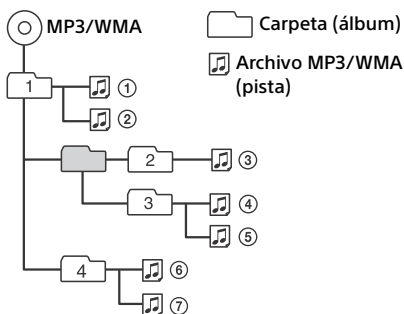 MP3/WMA
Carpeta (álbum)
Archivo MP3/WMA
(pista)
1
①
②
2
③
3
④
⑤
4
⑥
⑦